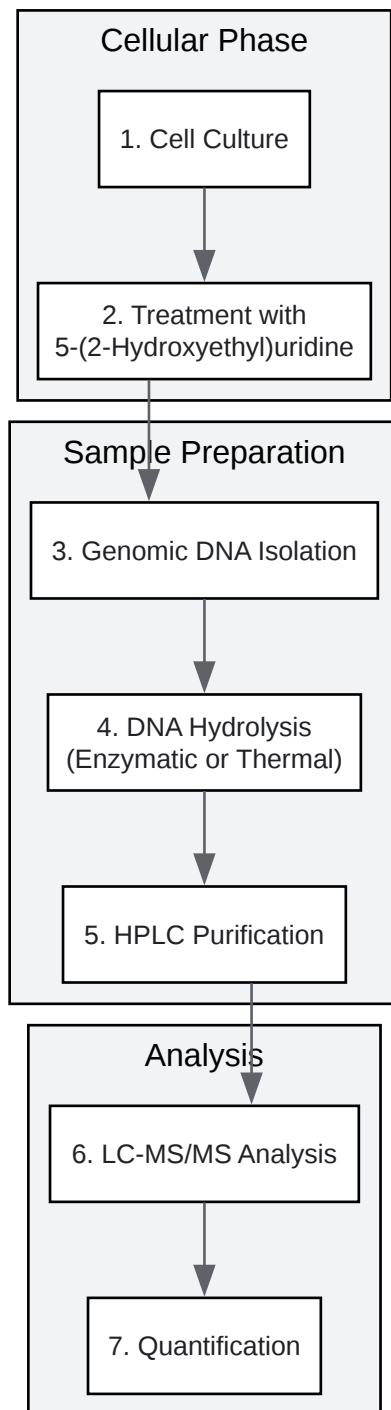 Cellular Phase
1. Cell Culture
2. Treatment with
5-(2-Hydroxyethyl)uridine
Sample Preparation
3. Genomic DNA Isolation
4. DNA Hydrolysis
(Enzymatic or Thermal)
5. HPLC Purification
Analysis
6. LC-MS/MS Analysis
7. Quantification